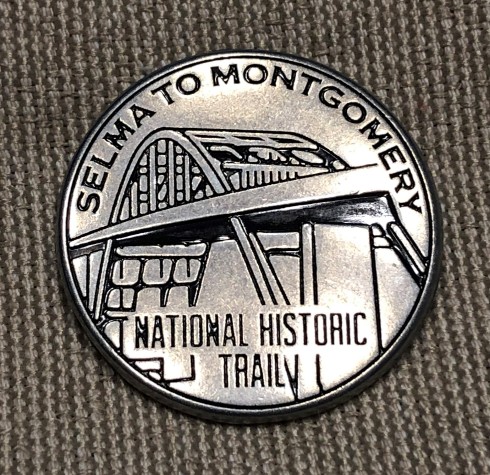 SELMA TO MONTGOMERY
NATIONAL HISTORIC
TRAIL